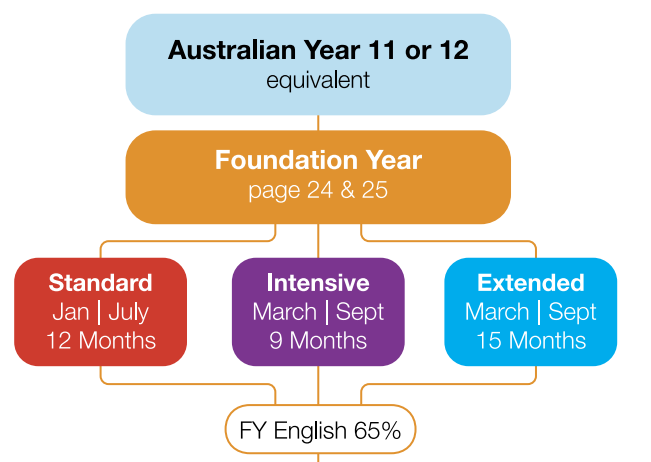 Australian Year 11 or 12
equivalent
Foundation Year
page 24 & 25
Standard
Jan | July
12 Months
Intensive
March | Sept
9 Months
Extended
March | Sept
15 Months
FY English 65%